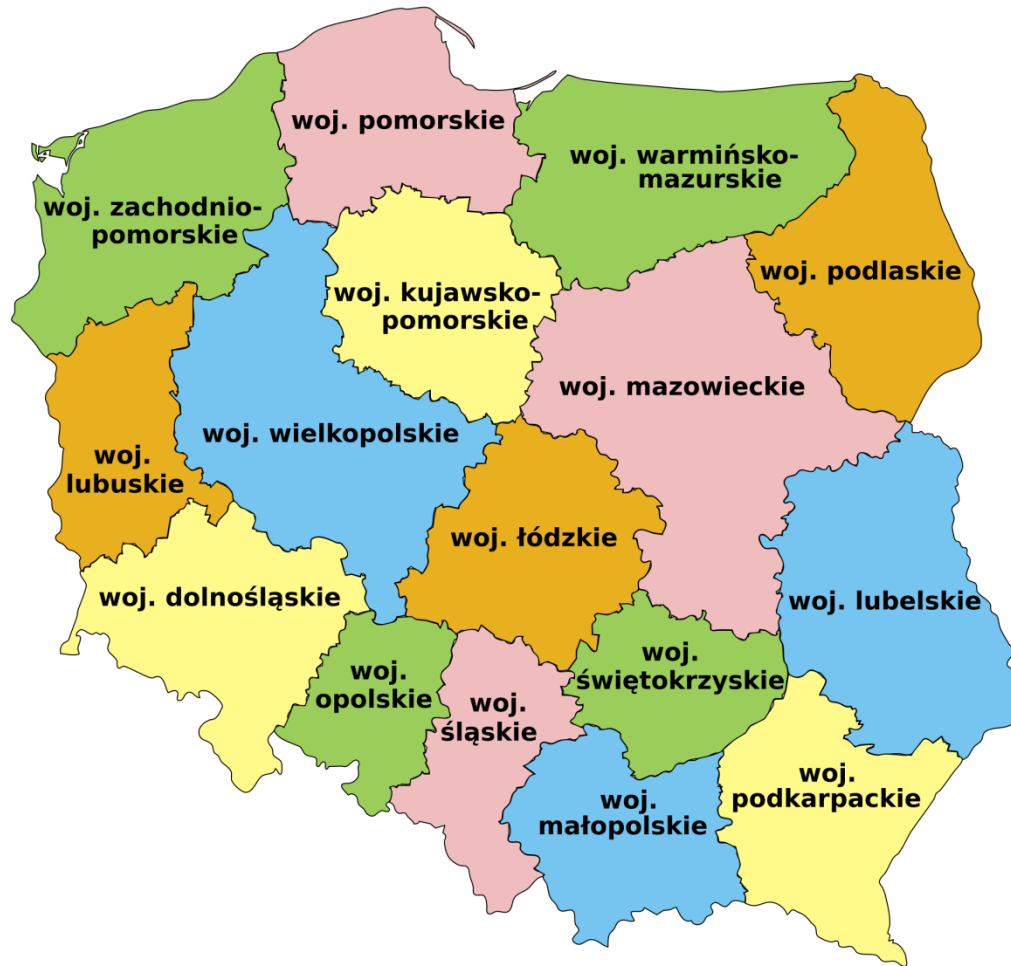 woj. pomorskie
woj. warmińsko-
mazurskie
woj. zachodnio-
pomorskie
woj. podlaskie
woj. kujawsko-
pomorskie
woj. mazowieckie
woj. wielkopolskie
woj.
lubuskie
woj. łódzkie
woj. dolnośląskie
woj. lubelskie
woj.
opolskie
woj.
śląskie
woj.
świętokrzyskie
woj.
małopolskie
woj.
podkarpackie